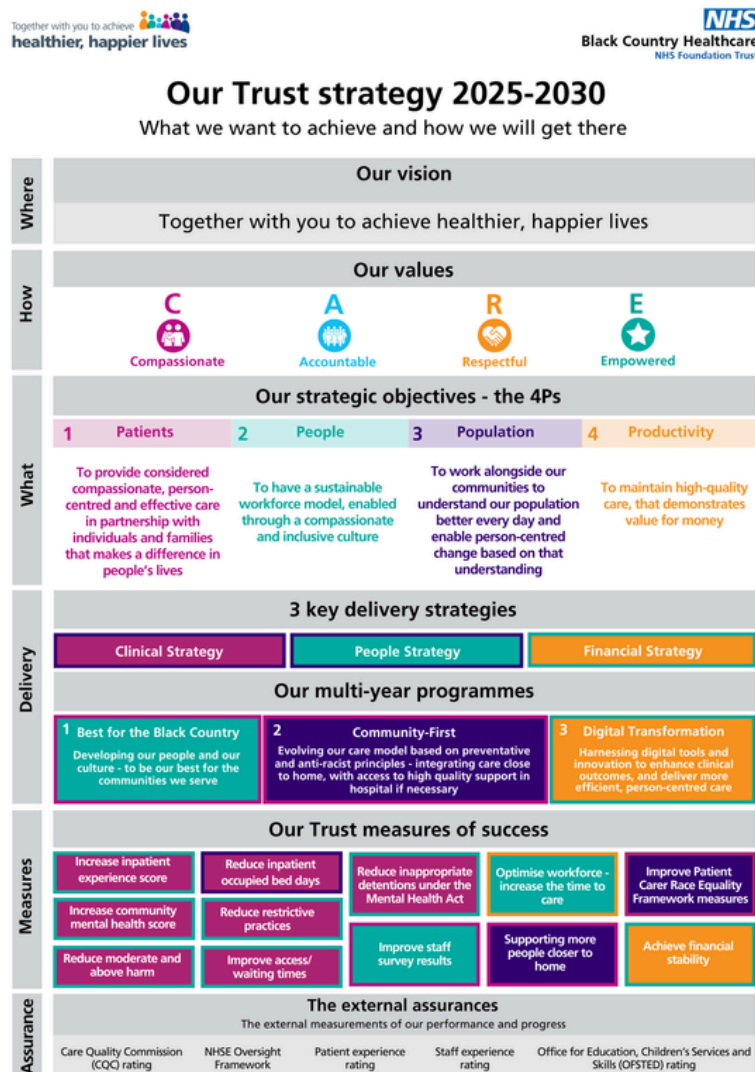 Together with you to achieve
healthier, happier lives
NHS
Black Country Healthcare
NHS Foundation Trust
Our Trust strategy 2025-2030
What we want to achieve and how we will get there
Where
Our vision
Together with you to achieve healthier, happier lives
How
Our values
C
Compassionate
A
Accountable
R
Respectful
E
Empowered
What
Our strategic objectives - the 4Ps
1 Patients
To provide considered
compassionate, person-
centred and effective care
in partnership with
individuals and families
that makes a difference in
people's lives
2 People
To have a sustainable
workforce model, enabled
through a compassionate
and inclusive culture
3 Population
To work alongside our
communities to
understand our population
better every day and
enable person-centred
change based on that
understanding
4 Productivity
To maintain high-quality
care, that demonstrates
value for money
Delivery
3 key delivery strategies
Clinical Strategy
People Strategy
Financial Strategy
Our multi-year programmes
1 Best for the Black Country
Developing our people and our
culture - to be our best for the
communities we serve
2 Community-First
Evolving our care model based on preventative
and anti-racist principles - integrating care close
to home, with access to high quality support in
hospital if necessary
3 Digital Transformation
Harnessing digital tools and
innovation to enhance clinical
outcomes, and deliver more
efficient, person-centred care
Measures
Our Trust measures of success
Increase inpatient
experience score
Increase community
mental health score
Reduce moderate and
above harm
Reduce inpatient
occupied bed days
Reduce restrictive
practices
Improve access/
waiting times
Reduce inappropriate
detentions under the
Mental Health Act
Improve staff
survey results
Optimise workforce -
increase the time to
care
Supporting more
people closer to
home
Improve Patient
Carer Race Equality
Framework measures
Achieve financial
stability
Assurance
The external assurances
The external measurements of our performance and progress
Care Quality Commission
(CQC) rating
NHSE Oversight
Framework
Patient experience
rating
Staff experience
rating
Office for Education, Children's Services and
Skills (OFSTED) rating